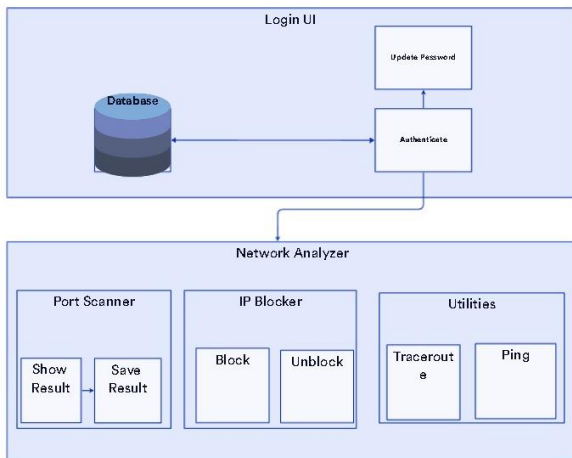 Login UI
Update Password
Database
Authenticate
Network Analyzer
Port Scanner
IP Blocker
Utilities
Show
Result
Save
Result
Block
Unblock
Tracerout
e
Ping